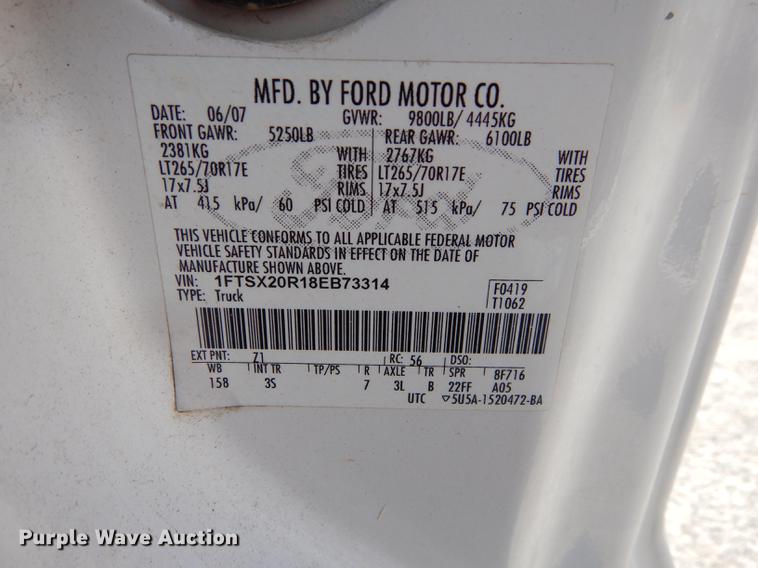 MFD. BY FORD MOTOR CO.
DATE: 06/07 GVWR: 9800LB/ 4445KG
FRONT GAWR: 5250LB REAR GAWR: 6100LB
2381KG WITH 2767KG WITH
LT265/70R17E TIRES LT265/70R17E TIRES
17x7.5J RIMS 17x7.5J RIMS
AT 415 kPa/ 60 PSI COLD AT 515 kPa/ 75 PSI COLD
THIS VEHICLE CONFORMS TO ALL APPLICABLE FEDERAL MOTOR
VEHICLE SAFETY STANDARDS IN EFFECT ON THE DATE OF
MANUFACTURE SHOWN ABOVE.
VIN: 1FTSX20R18EB73314 F0419
TYPE: Truck T1062
EXT PNT: Z1 RC: 56 DSO:
WB INT TR TP/PS R AXLE TR SPR 8F716
158 3S 7 3L B 22FF A05
UTC ▽5U5A-1520472-BA
Purple Wave Auction